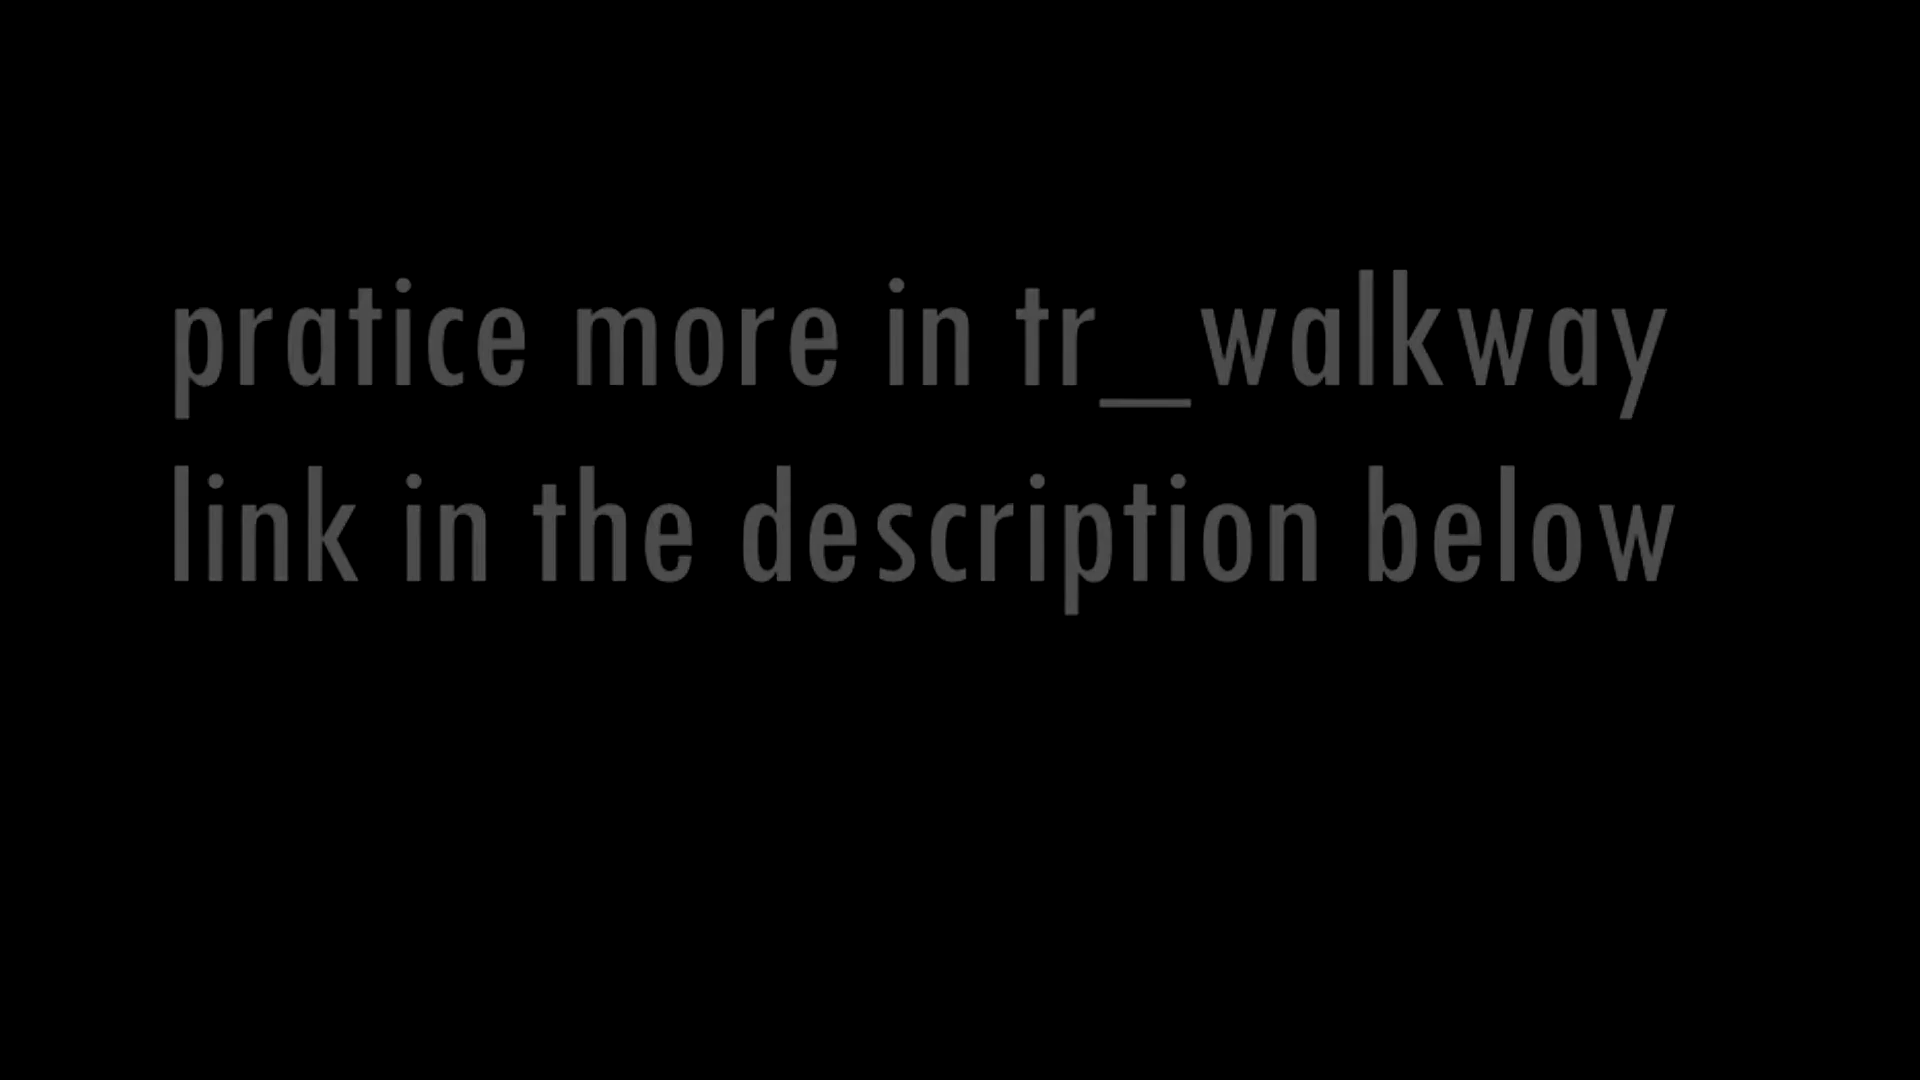 pratice more in tr_walkway
link in the description below